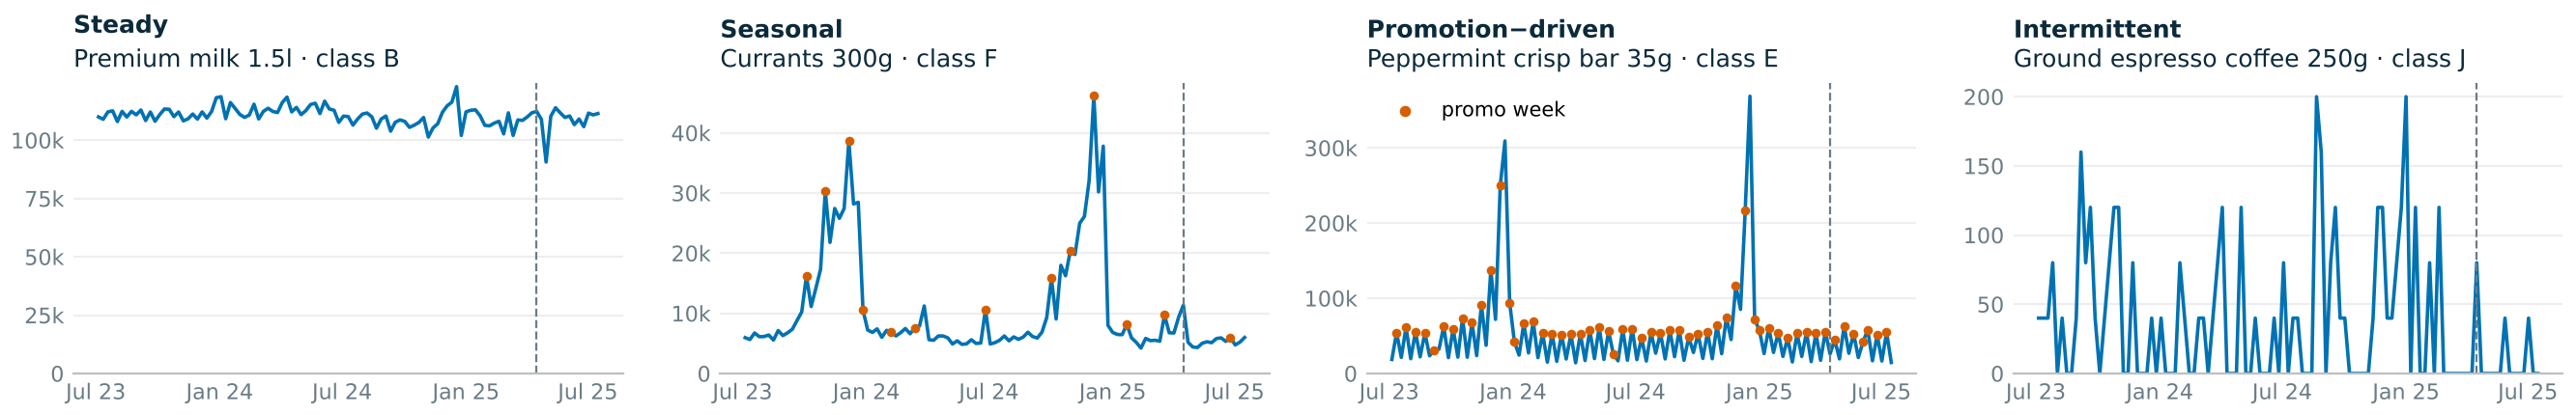 Steady
Premium milk 1.5l · class B
100k
75k
50k
25k
0
Jul 23
Jan 24
Jul 24
Jan 25
Jul 25
Seasonal
Currants 300g · class F
40k
30k
20k
10k
0
Jul 23
Jan 24
Jul 24
Jan 25
Jul 25
Promotion−driven
Peppermint crisp bar 35g · class E
promo week
300k
200k
100k
0
Jul 23
Jan 24
Jul 24
Jan 25
Jul 25
Intermittent
Ground espresso coffee 250g · class J
200
150
100
50
0
Jul 23
Jan 24
Jul 24
Jan 25
Jul 25